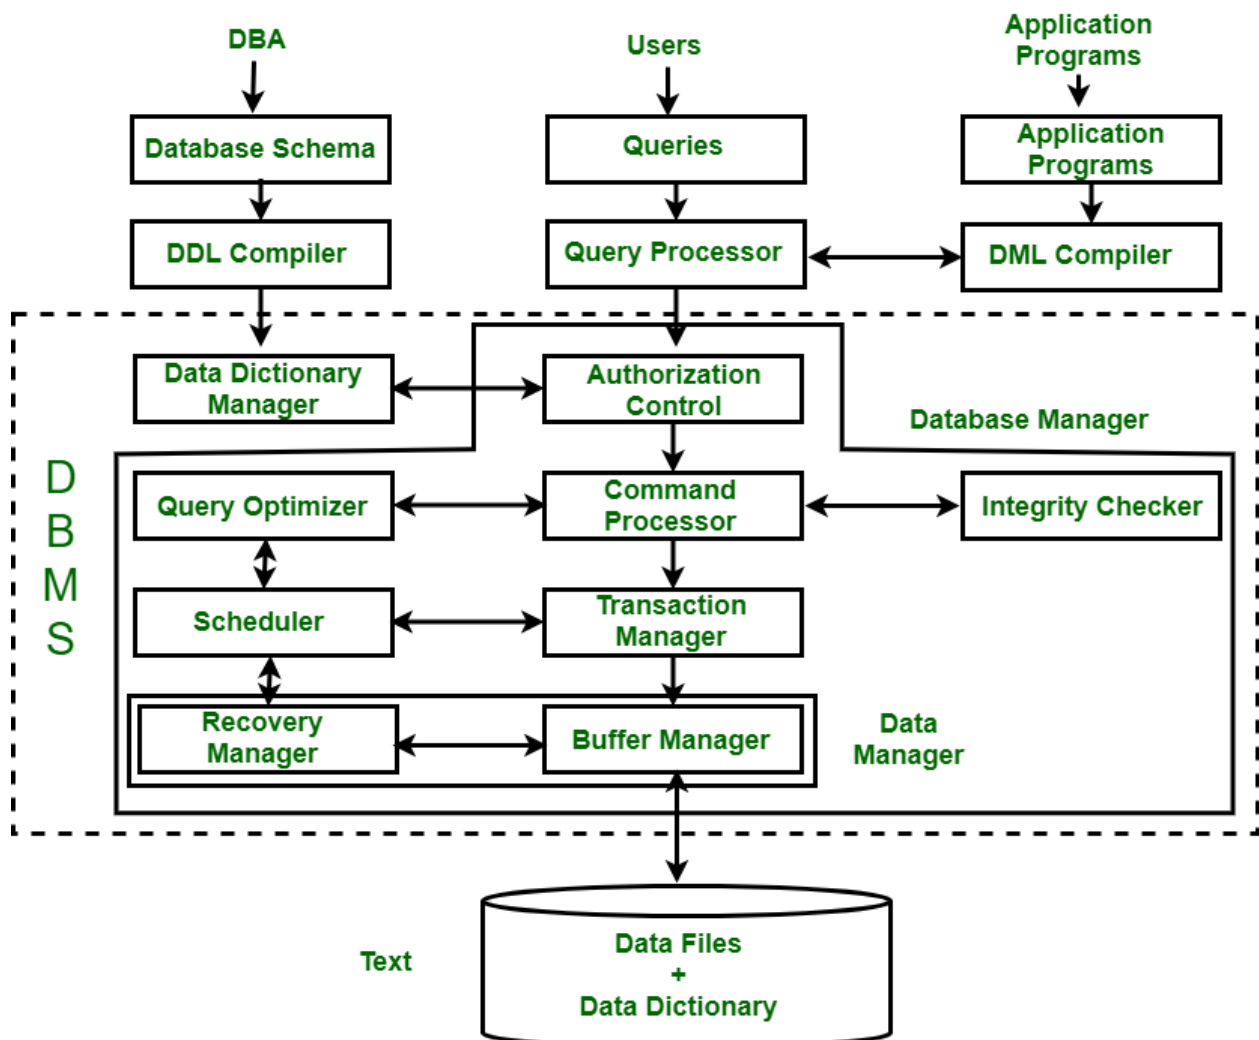 DBA
Users
Application
Programs
Database Schema
Queries
Application
Programs
DDL Compiler
Query Processor
DML Compiler
Data Dictionary
Manager
Authorization
Control
Database Manager
D
B
M
S
Query Optimizer
Command
Processor
Integrity Checker
Scheduler
Transaction
Manager
Recovery
Manager
Buffer Manager
Data
Manager
Text
Data Files
+
Data Dictionary